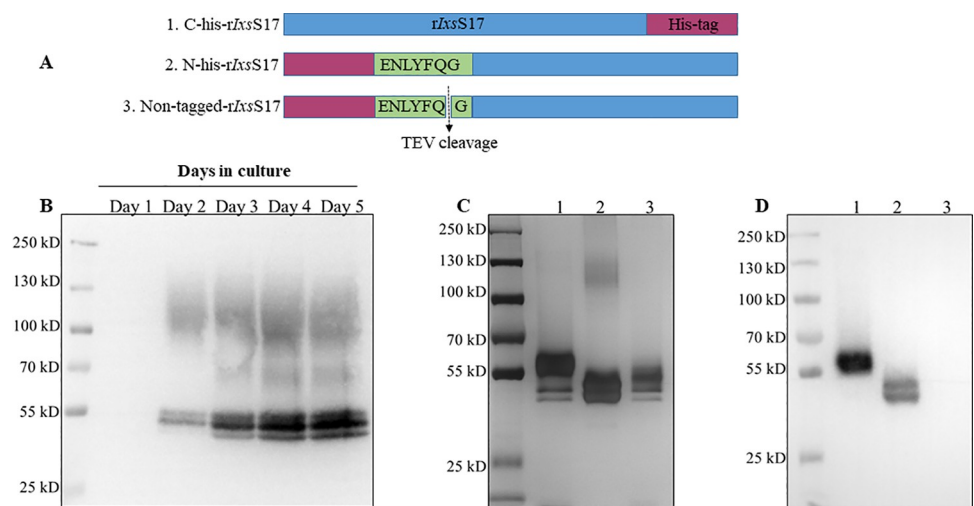 1. C-his-rIxsS17
rIxsS17
His-tag
A
2. N-his-rIxsS17
ENLYFQG
3. Non-tagged-rIxsS17
ENLYFQ G
TEV cleavage
Days in culture
B
Day 1 Day 2 Day 3 Day 4 Day 5
250 kD
130 kD
100 kD
70 kD
55 kD
25 kD
C
1 2 3
250 kD
130 kD
100 kD
70 kD
55 kD
25 kD
D
1 2 3
250 kD
130 kD
100 kD
70 kD
55 kD
25 kD